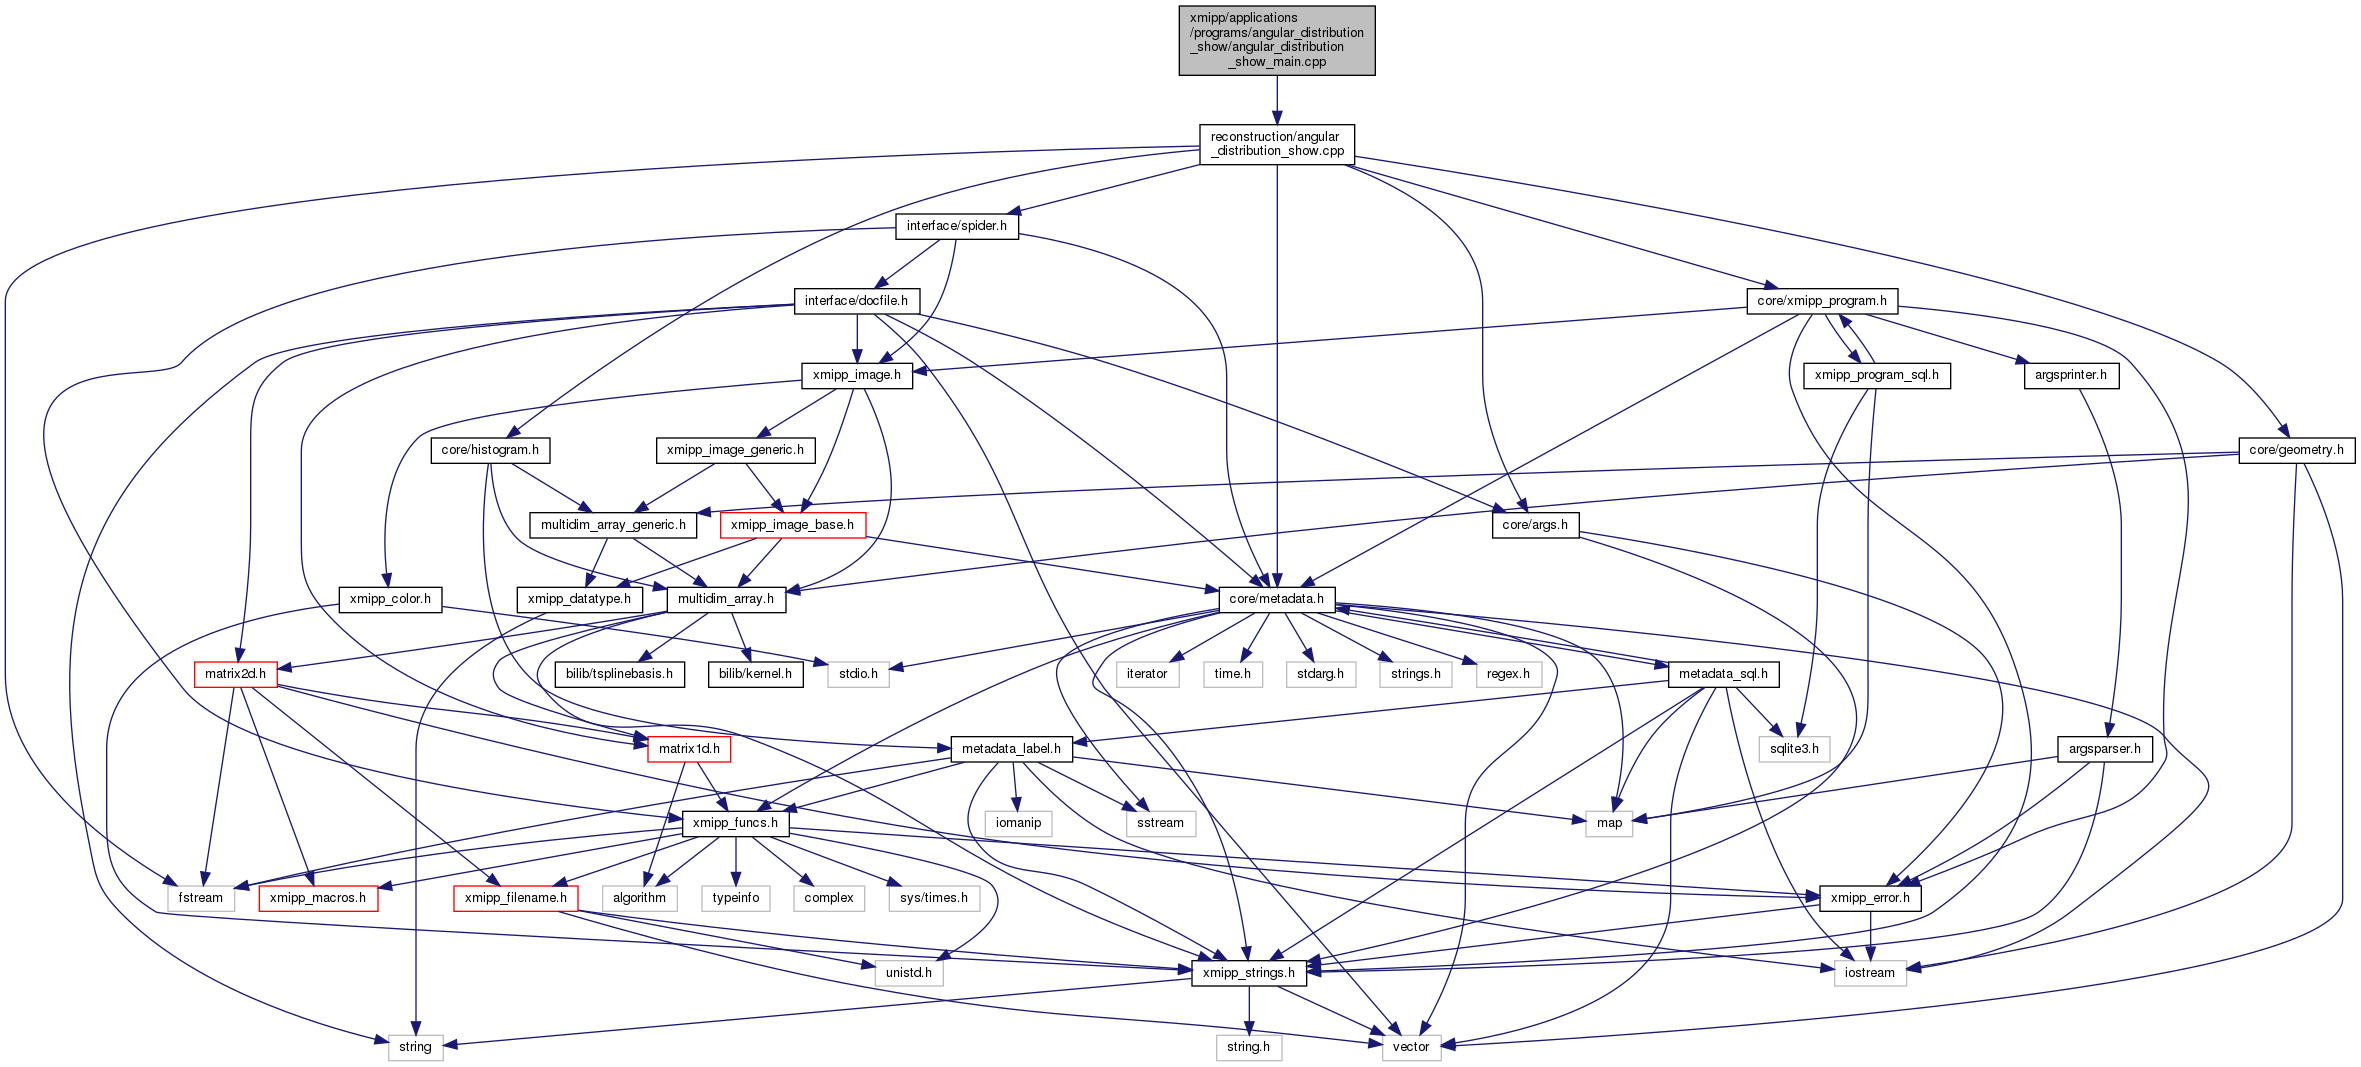 xmipp/applications
/programs/angular_distribution
_show/angular_distribution
_show_main.cpp
reconstruction/angular
_distribution_show.cpp
interface/spider.h
interface/docfile.h
core/xmipp_program.h
xmipp_image.h
xmipp_program_sql.h
argsprinter.h
core/histogram.h
xmipp_image_generic.h
core/geometry.h
multidim_array_generic.h
xmipp_image_base.h
core/args.h
xmipp_color.h
xmipp_datatype.h
multidim_array.h
core/metadata.h
matrix2d.h
bilib/tsplinebasis.h
bilib/kernel.h
stdio.h
iterator
time.h
stdarg.h
strings.h
regex.h
metadata_sql.h
matrix1d.h
metadata_label.h
sqlite3.h
argsparser.h
xmipp_funcs.h
iomanip
sstream
map
fstream
xmipp_macros.h
xmipp_filename.h
algorithm
typeinfo
complex
sys/times.h
xmipp_error.h
unistd.h
xmipp_strings.h
iostream
string
string.h
vector